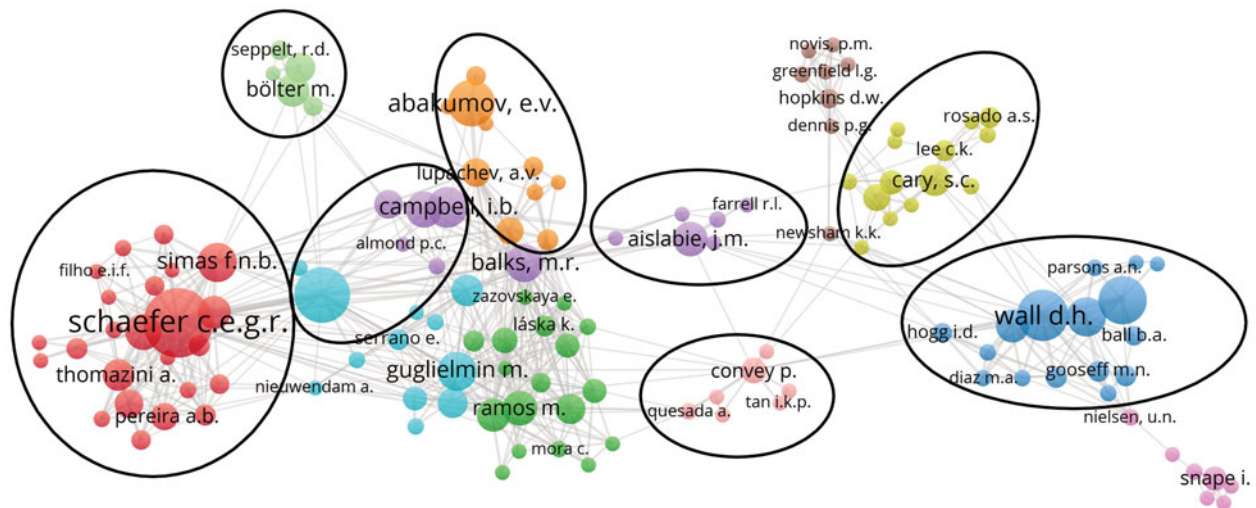 seppelt, r.d.
bölter m.
abakumov, e.v.
lupachev, a.v.
campbell, i.b.
almond p.c.
balks, m.r.
novis, p.m.
greenfield l.g.
hopkins d.w.
dennis p.g.
rosado a.s.
lee c.k.
cary, s.c.
newsham k.k.
farrell r.l.
aislabie, j.m.
simas f.n.b.
filho e.i.f.
schaefer c.e.g.r.
thomazini a.
pereira a.b.
zazovskaya e.
láska k.
serrano e.
nieuwendam a.
guglielmin m.
ramos m.
mora c.
convey p.
quesada a.
tan i.k.p.
parsons a.n.
wall d.h.
hogg i.d.
ball b.a.
diaz m.a.
gooseff m.n.
nielsen, u.n.
snape i.